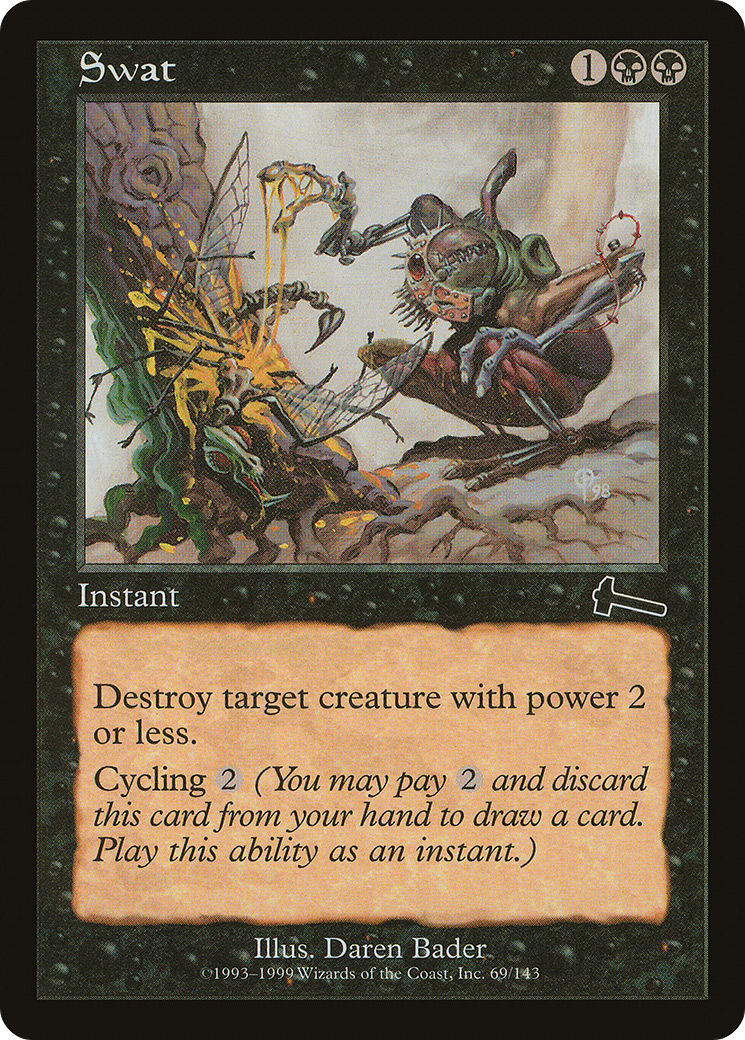 Swat
1
98
Instant
Destroy target creature with power 2
or less.
Cycling 2 (You may pay 2 and discard
this card from your hand to draw a card.
Play this ability as an instant.)
Illus. Daren Bader
©1993–1999 Wizards of the Coast, Inc. 69/143